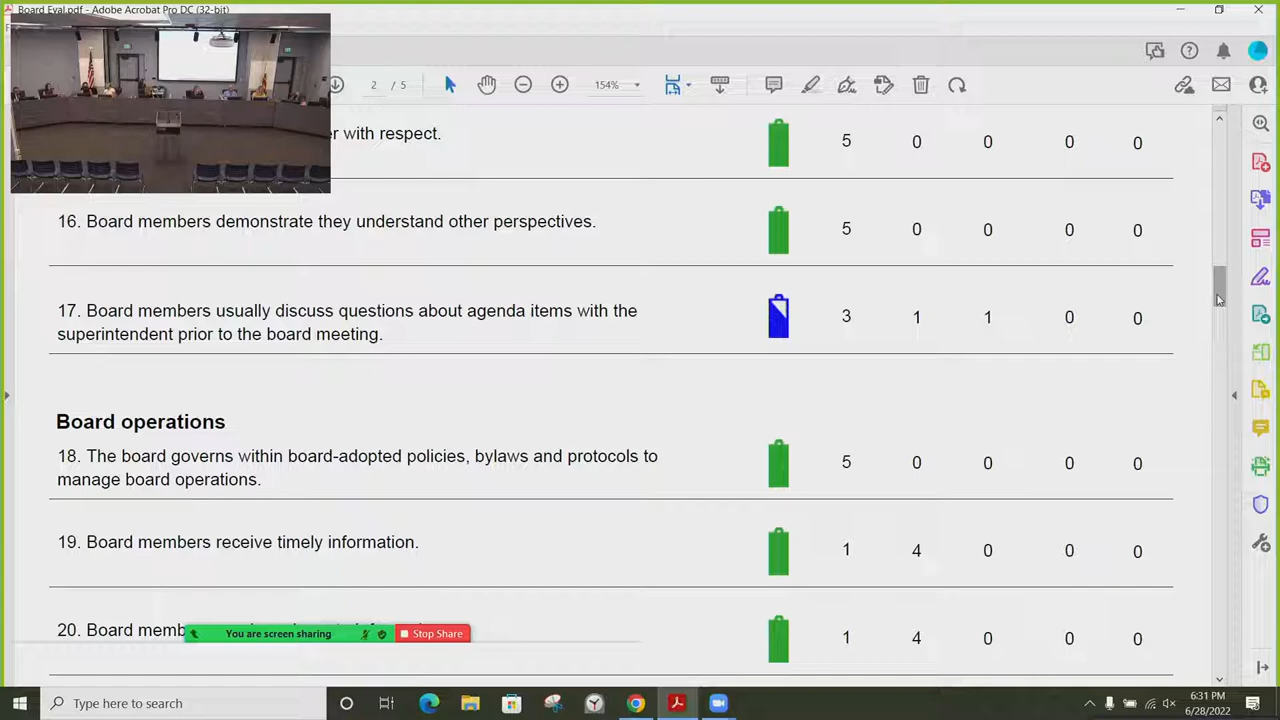 Board Eval.pdf - Adobe Acrobat Pro DC (32-bit)
2 / 5
154%
er with respect.
5 0 0 0 0
16. Board members demonstrate they understand other perspectives.
5 0 0 0 0
17. Board members usually discuss questions about agenda items with the
superintendent prior to the board meeting.
3 1 1 0 0
Board operations
18. The board governs within board-adopted policies, bylaws and protocols to
manage board operations.
5 0 0 0 0
19. Board members receive timely information.
1 4 0 0 0
20. Board memb
1 4 0 0 0
You are screen sharing
Stop Share
Type here to search
6:31 PM
6/28/2022